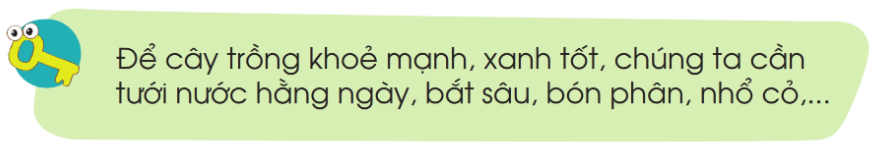 Để cây trồng khoẻ mạnh, xanh tốt, chúng ta cần
tưới nước hằng ngày, bắt sâu, bón phân, nhổ cỏ,...